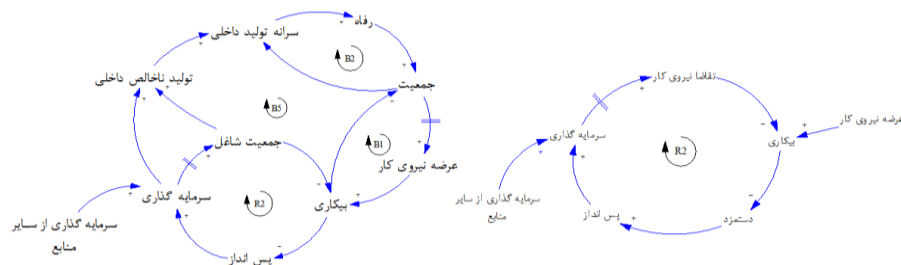 سرانه تولید داخلی
رفاه
B2
تولید ناخالص داخلی
جمعیت
B5
جمعیت شاغل
B1
عرضه نیروی کار
سرمایه گذاری
R2
بیکاری
سرمایه گذاری از سایر
منابع
پس انداز
تقاضا نیروی کار
عرضه نیروی کار
سرمایه گذاری
R2
بیکاری
سرمایه گذاری از سایر
منابع
پس انداز
دستمزد